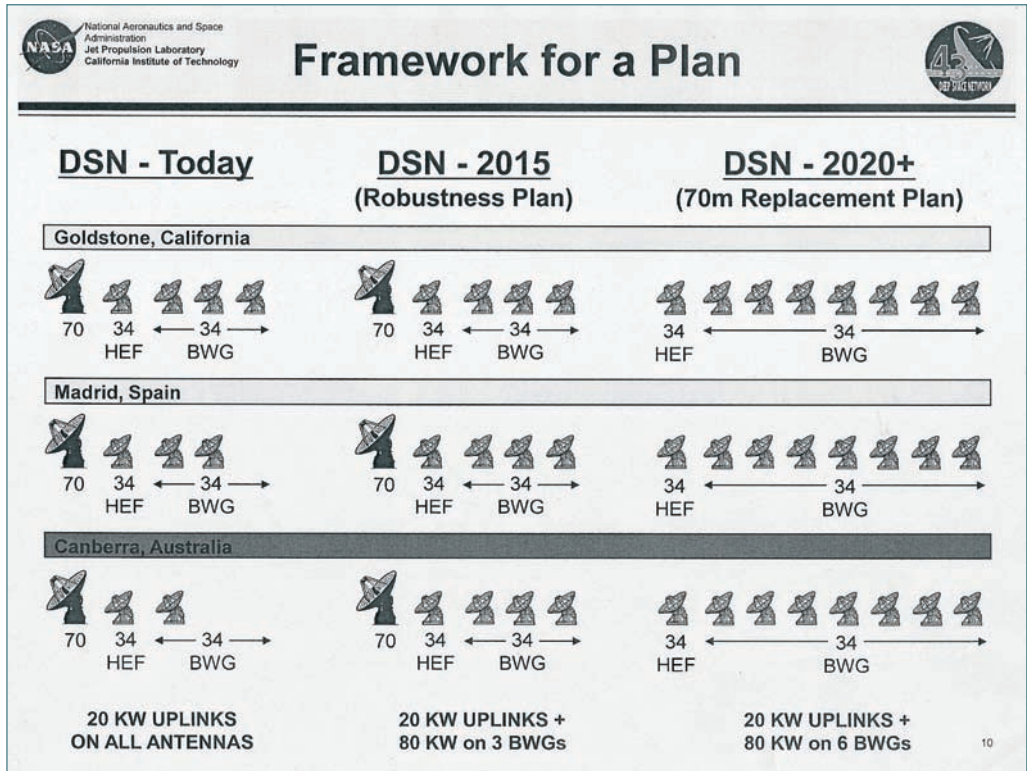 National Aeronautics and Space
Administration
Jet Propulsion Laboratory
California Institute of Technology
NASA
Framework for a Plan
45
DEEP SPACE NETWORK
DSN - Today
DSN - 2015
(Robustness Plan)
DSN - 2020+
(70m Replacement Plan)
Goldstone, California
70 34 34
HEF BWG
70 34 34
HEF BWG
34 34
HEF BWG
Madrid, Spain
70 34 34
HEF BWG
70 34 34
HEF BWG
34 34
HEF BWG
Canberra, Australia
70 34 34
HEF BWG
70 34 34
HEF BWG
34 34
HEF BWG
20 KW UPLINKS
ON ALL ANTENNAS
20 KW UPLINKS +
80 KW on 3 BWGs
20 KW UPLINKS +
80 KW on 6 BWGs
10